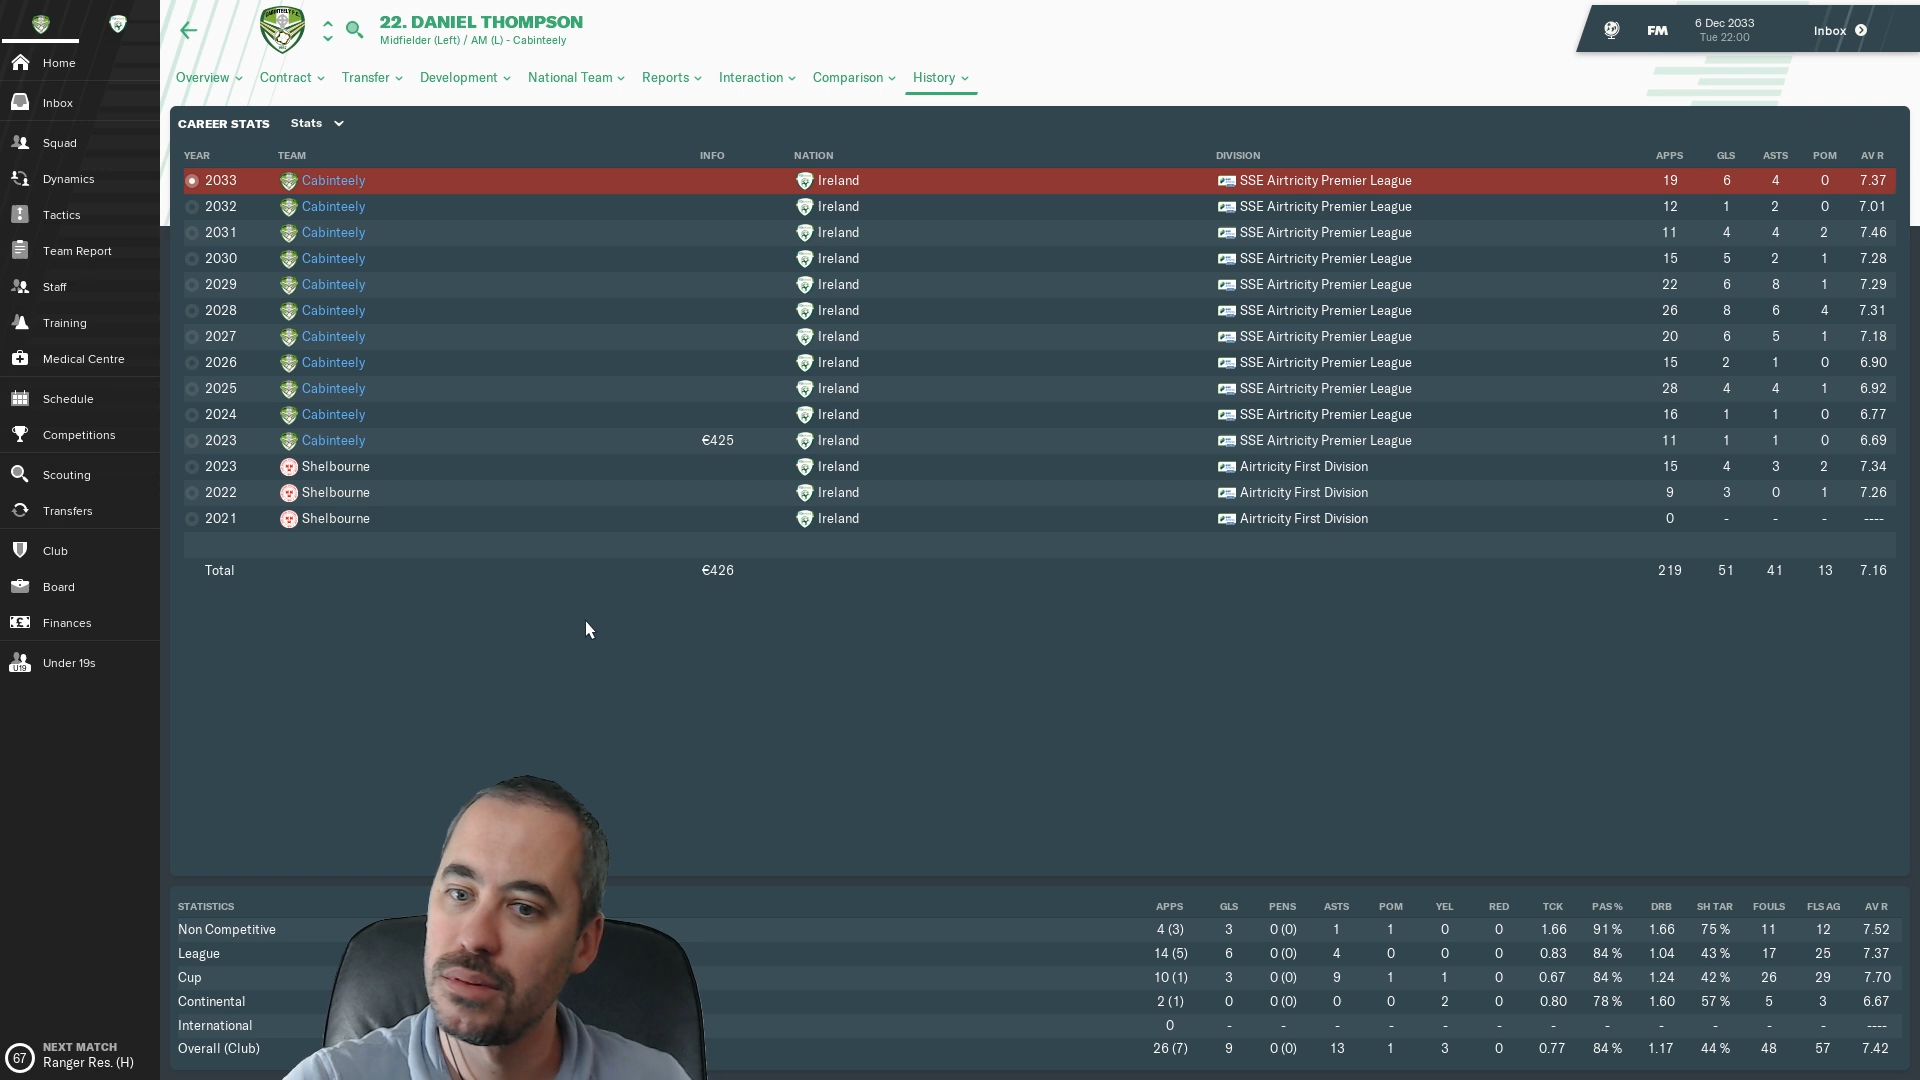 22. DANIEL THOMPSON
Midfielder (Left) / AM (L) - Cabinteely
FM
6 Dec 2033
Tue 22:00
Inbox
Home
Inbox
Squad
Dynamics
Tactics
Team Report
Staff
Training
Medical Centre
Schedule
Competitions
Scouting
Transfers
Club
Board
Finances
U19
Under 19s
67
NEXT MATCH
Ranger Res. (H)
Overview Contract Transfer Development National Team Reports Interaction Comparison History
CAREER STATS Stats
YEAR TEAM INFO NATION DIVISION APPS GLS ASTS POM AV R
2033 Cabinteely Ireland SSE Airtricity Premier League 19 6 4 0 7.37
2032 Cabinteely Ireland SSE Airtricity Premier League 12 1 2 0 7.01
2031 Cabinteely Ireland SSE Airtricity Premier League 11 4 4 2 7.46
2030 Cabinteely Ireland SSE Airtricity Premier League 15 5 2 1 7.28
2029 Cabinteely Ireland SSE Airtricity Premier League 22 6 8 1 7.29
2028 Cabinteely Ireland SSE Airtricity Premier League 26 8 6 4 7.31
2027 Cabinteely Ireland SSE Airtricity Premier League 20 6 5 1 7.18
2026 Cabinteely Ireland SSE Airtricity Premier League 15 2 1 0 6.90
2025 Cabinteely Ireland SSE Airtricity Premier League 28 4 4 1 6.92
2024 Cabinteely Ireland SSE Airtricity Premier League 16 1 1 0 6.77
2023 Cabinteely €425 Ireland SSE Airtricity Premier League 11 1 1 0 6.69
2023 Shelbourne Ireland Airtricity First Division 15 4 3 2 7.34
2022 Shelbourne Ireland Airtricity First Division 9 3 0 1 7.26
2021 Shelbourne Ireland Airtricity First Division 0 - - - ----
Total €426 219 51 41 13 7.16
STATISTICS APPS GLS PENS ASTS POM YEL RED TCK PAS % DRB SH TAR FOULS FLS AG AV R
Non Competitive 4 (3) 3 0 (0) 1 1 0 0 1.66 91 % 1.66 75 % 11 12 7.52
League 14 (5) 6 0 (0) 4 0 0 0 0.83 84 % 1.04 43 % 17 25 7.37
Cup 10 (1) 3 0 (0) 9 1 1 0 0.67 84 % 1.24 42 % 26 29 7.70
Continental 2 (1) 0 0 (0) 0 0 2 0 0.80 78 % 1.60 57 % 5 3 6.67
International 0 - - - - - - - - - - - - ----
Overall (Club) 26 (7) 9 0 (0) 13 1 3 0 0.77 84 % 1.17 44 % 48 57 7.42